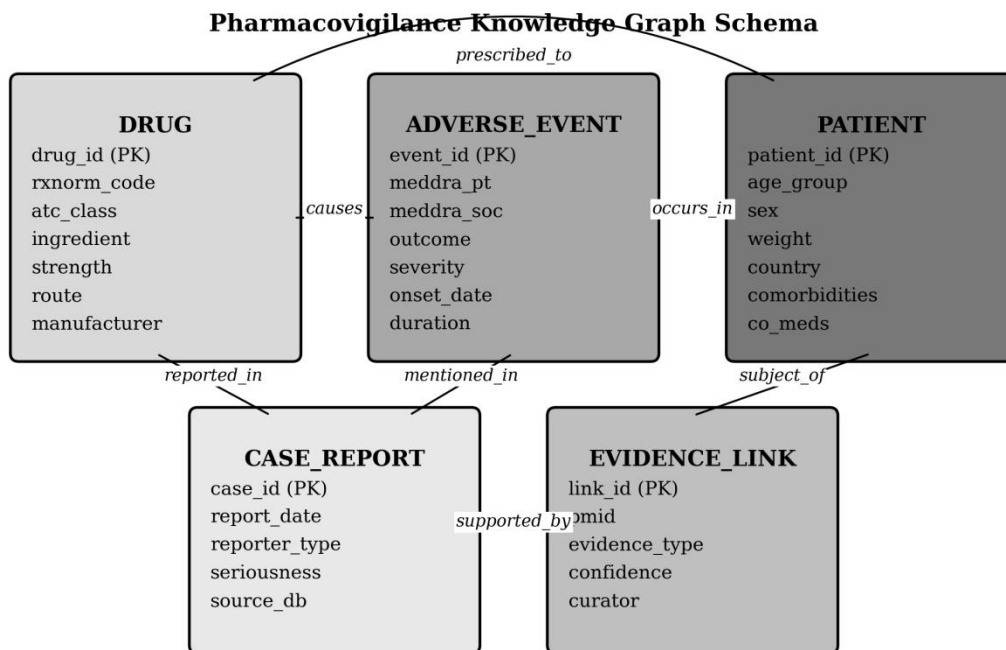 Pharmacovigilance Knowledge Graph Schema
prescribed_to
DRUG
drug_id (PK)
rxnorm_code
atc_class
ingredient
strength
route
manufacturer
causes
ADVERSE_EVENT
event_id (PK)
meddra_pt
meddra_soc
outcome
severity
onset_date
duration
occurs_in
PATIENT
patient_id (PK)
age_group
sex
weight
country
comorbidities
co_meds
reported_in
mentioned_in
subject_of
CASE_REPORT
case_id (PK)
report_date
reporter_type
seriousness
source_db
supported_by
EVIDENCE_LINK
link_id (PK)
pmid
evidence_type
confidence
curator